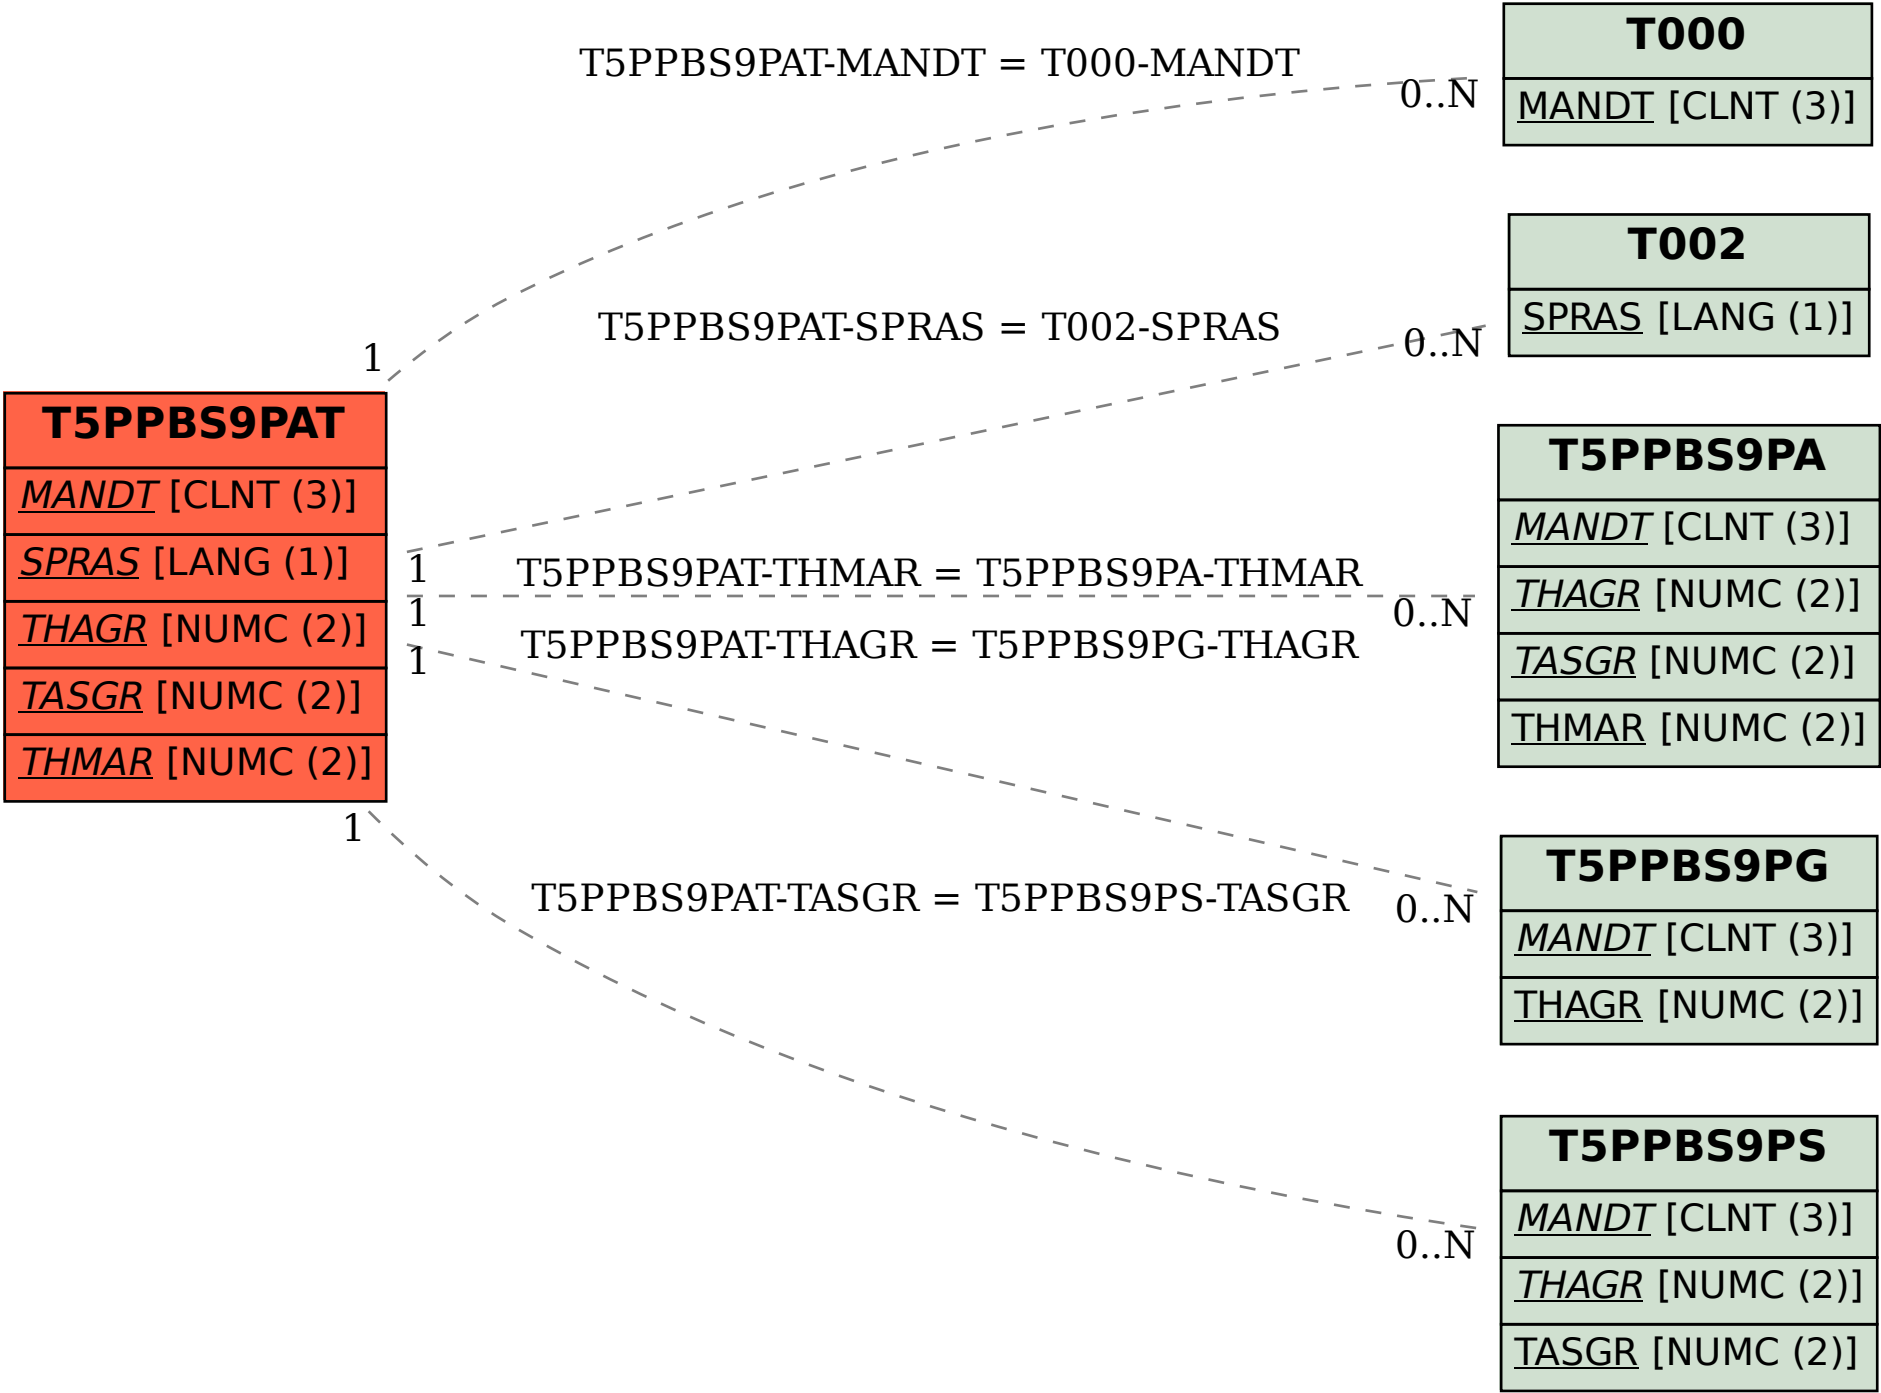 T5PPBS9PAT-MANDT = T000-MANDT
1
0..N
T000
MANDT [CLNT (3)]
T5PPBS9PAT-SPRAS = T002-SPRAS
1
0..N
T002
SPRAS [LANG (1)]
T5PPBS9PAT
MANDT [CLNT (3)]
SPRAS [LANG (1)]
THAGR [NUMC (2)]
TASGR [NUMC (2)]
THMAR [NUMC (2)]
T5PPBS9PAT-THMAR = T5PPBS9PA-THMAR
1
0..N
T5PPBS9PA
MANDT [CLNT (3)]
THAGR [NUMC (2)]
TASGR [NUMC (2)]
THMAR [NUMC (2)]
T5PPBS9PAT-THAGR = T5PPBS9PG-THAGR
1
0..N
T5PPBS9PG
MANDT [CLNT (3)]
THAGR [NUMC (2)]
T5PPBS9PAT-TASGR = T5PPBS9PS-TASGR
1
0..N
T5PPBS9PS
MANDT [CLNT (3)]
THAGR [NUMC (2)]
TASGR [NUMC (2)]